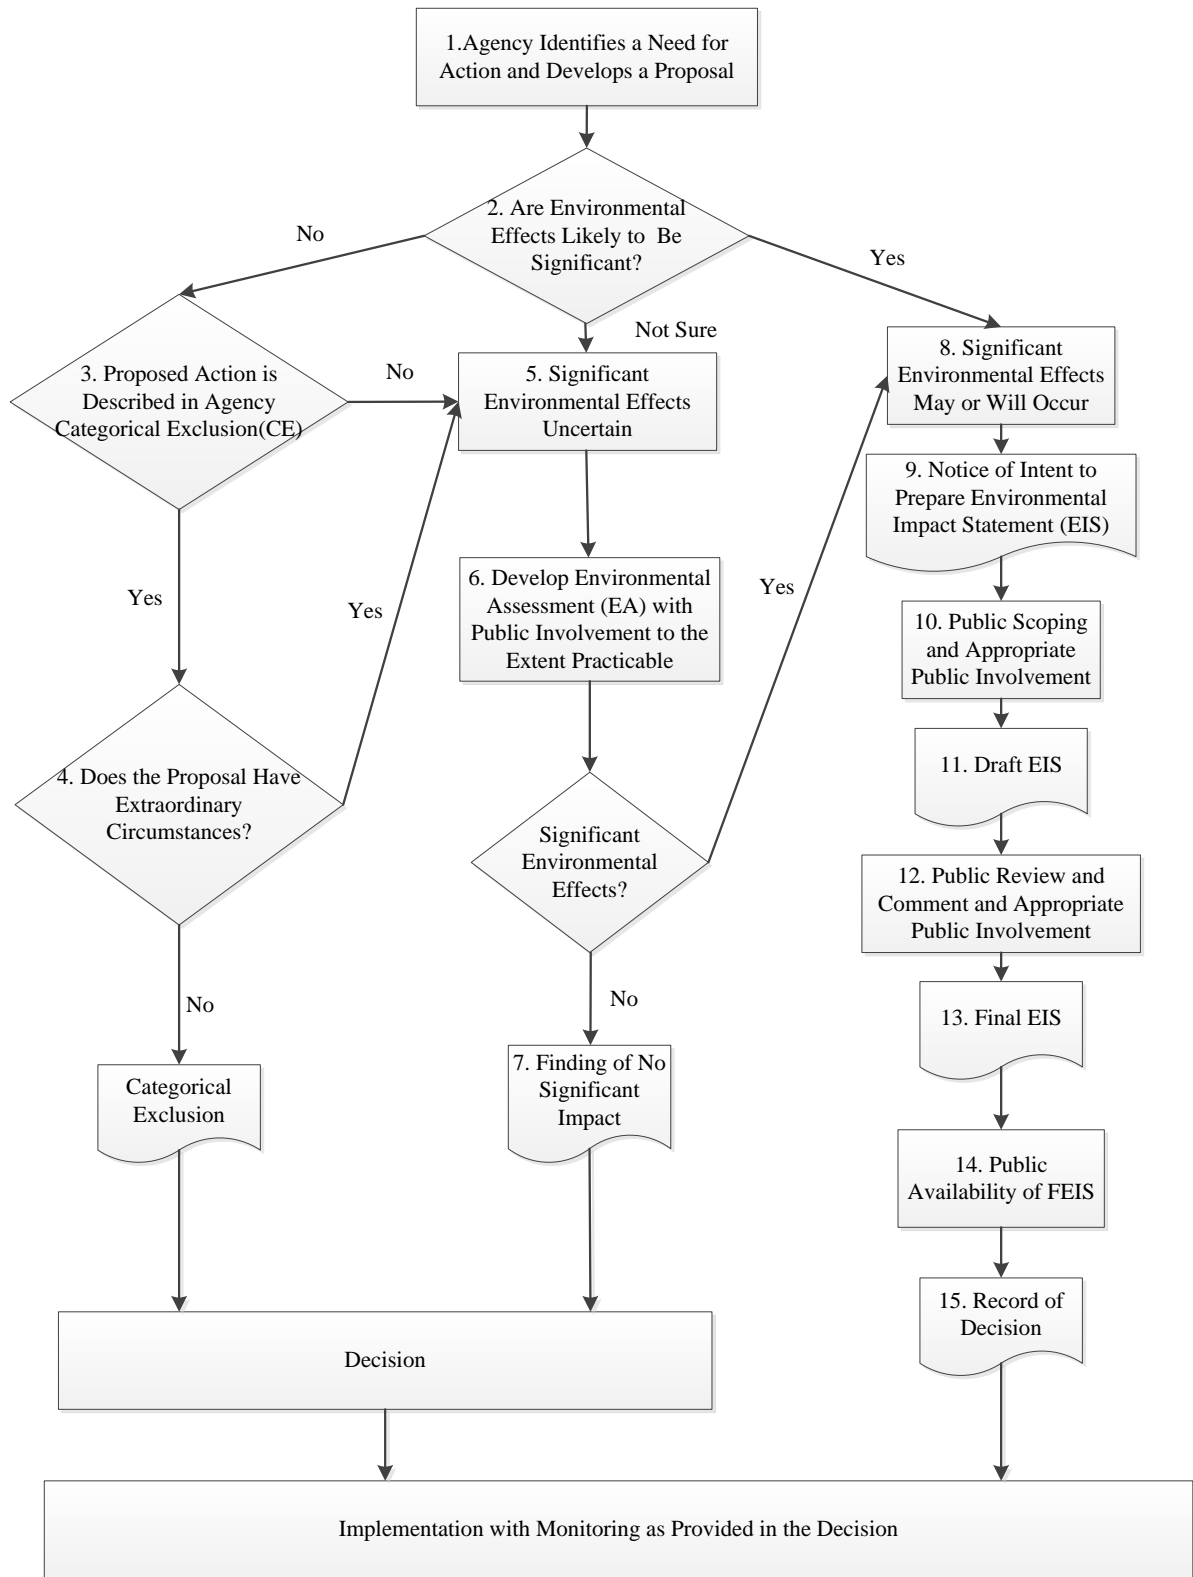 1.Agency Identifies a Need for
Action and Develops a Proposal
2. Are Environmental
Effects Likely to Be
Significant?
No
Yes
Not Sure
3. Proposed Action is
Described in Agency
Categorical Exclusion(CE)
No
5. Significant
Environmental Effects
Uncertain
8. Significant
Environmental Effects
May or Will Occur
9. Notice of Intent to
Prepare Environmental
Impact Statement (EIS)
Yes
Yes
6. Develop Environmental
Assessment (EA) with
Public Involvement to the
Extent Practicable
Yes
10. Public Scoping
and Appropriate
Public Involvement
4. Does the Proposal Have
Extraordinary
Circumstances?
Significant
Environmental
Effects?
11. Draft EIS
12. Public Review and
Comment and Appropriate
Public Involvement
No
No
13. Final EIS
Categorical
Exclusion
7. Finding of No
Significant
Impact
14. Public
Availability of FEIS
15. Record of
Decision
Decision
Implementation with Monitoring as Provided in the Decision